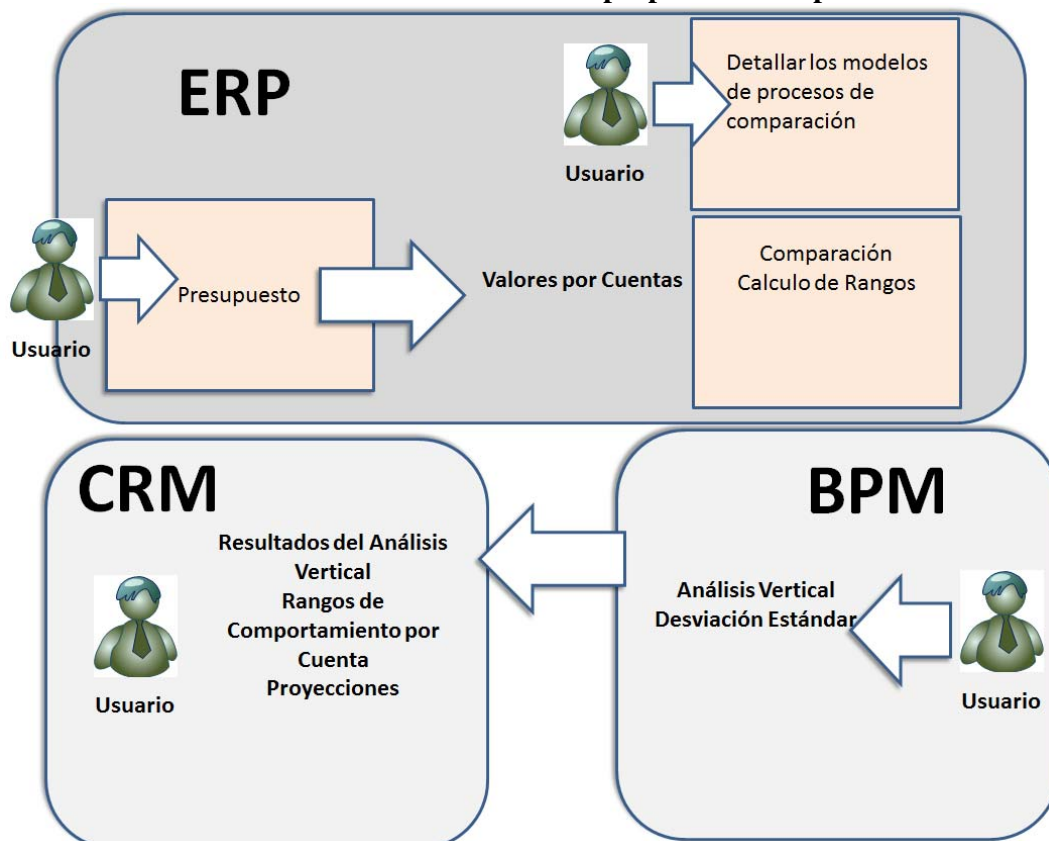 ERP
Usuario
Detallar los modelos
de procesos de
comparación
Usuario
Presupuesto
Valores por Cuentas
Comparación
Calculo de Rangos
CRM
Usuario
Resultados del Análisis
Vertical
Rangos de
Comportamiento por
Cuenta
Proyecciones
BPM
Análisis Vertical
Desviación Estándar
Usuario